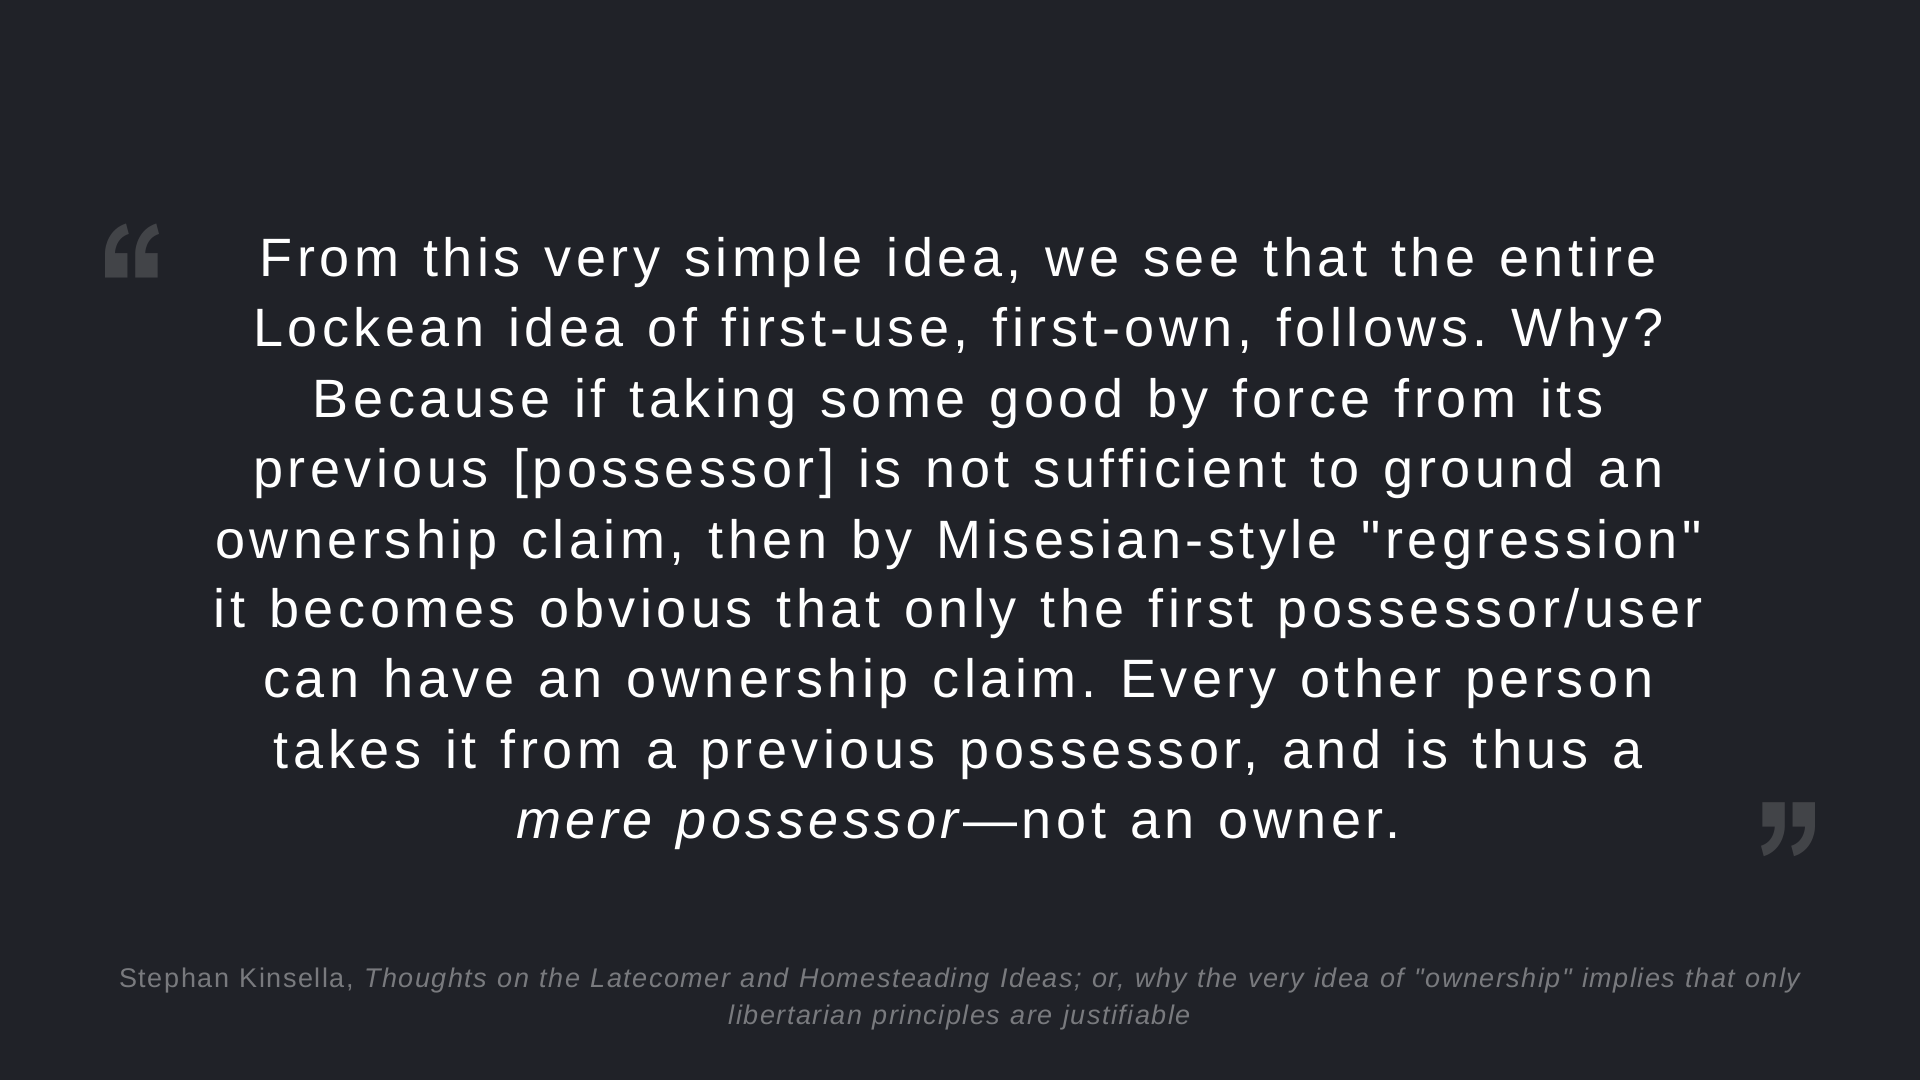 “
From this very simple idea, we see that the entire
Lockean idea of first-use, first-own, follows. Why?
Because if taking some good by force from its
previous [possessor] is not sufficient to ground an
ownership claim, then by Misesian-style "regression"
it becomes obvious that only the first possessor/user
can have an ownership claim. Every other person
takes it from a previous possessor, and is thus a
mere possessor—not an owner.
”
Stephan Kinsella, Thoughts on the Latecomer and Homesteading Ideas; or, why the very idea of "ownership" implies that only
libertarian principles are justifiable